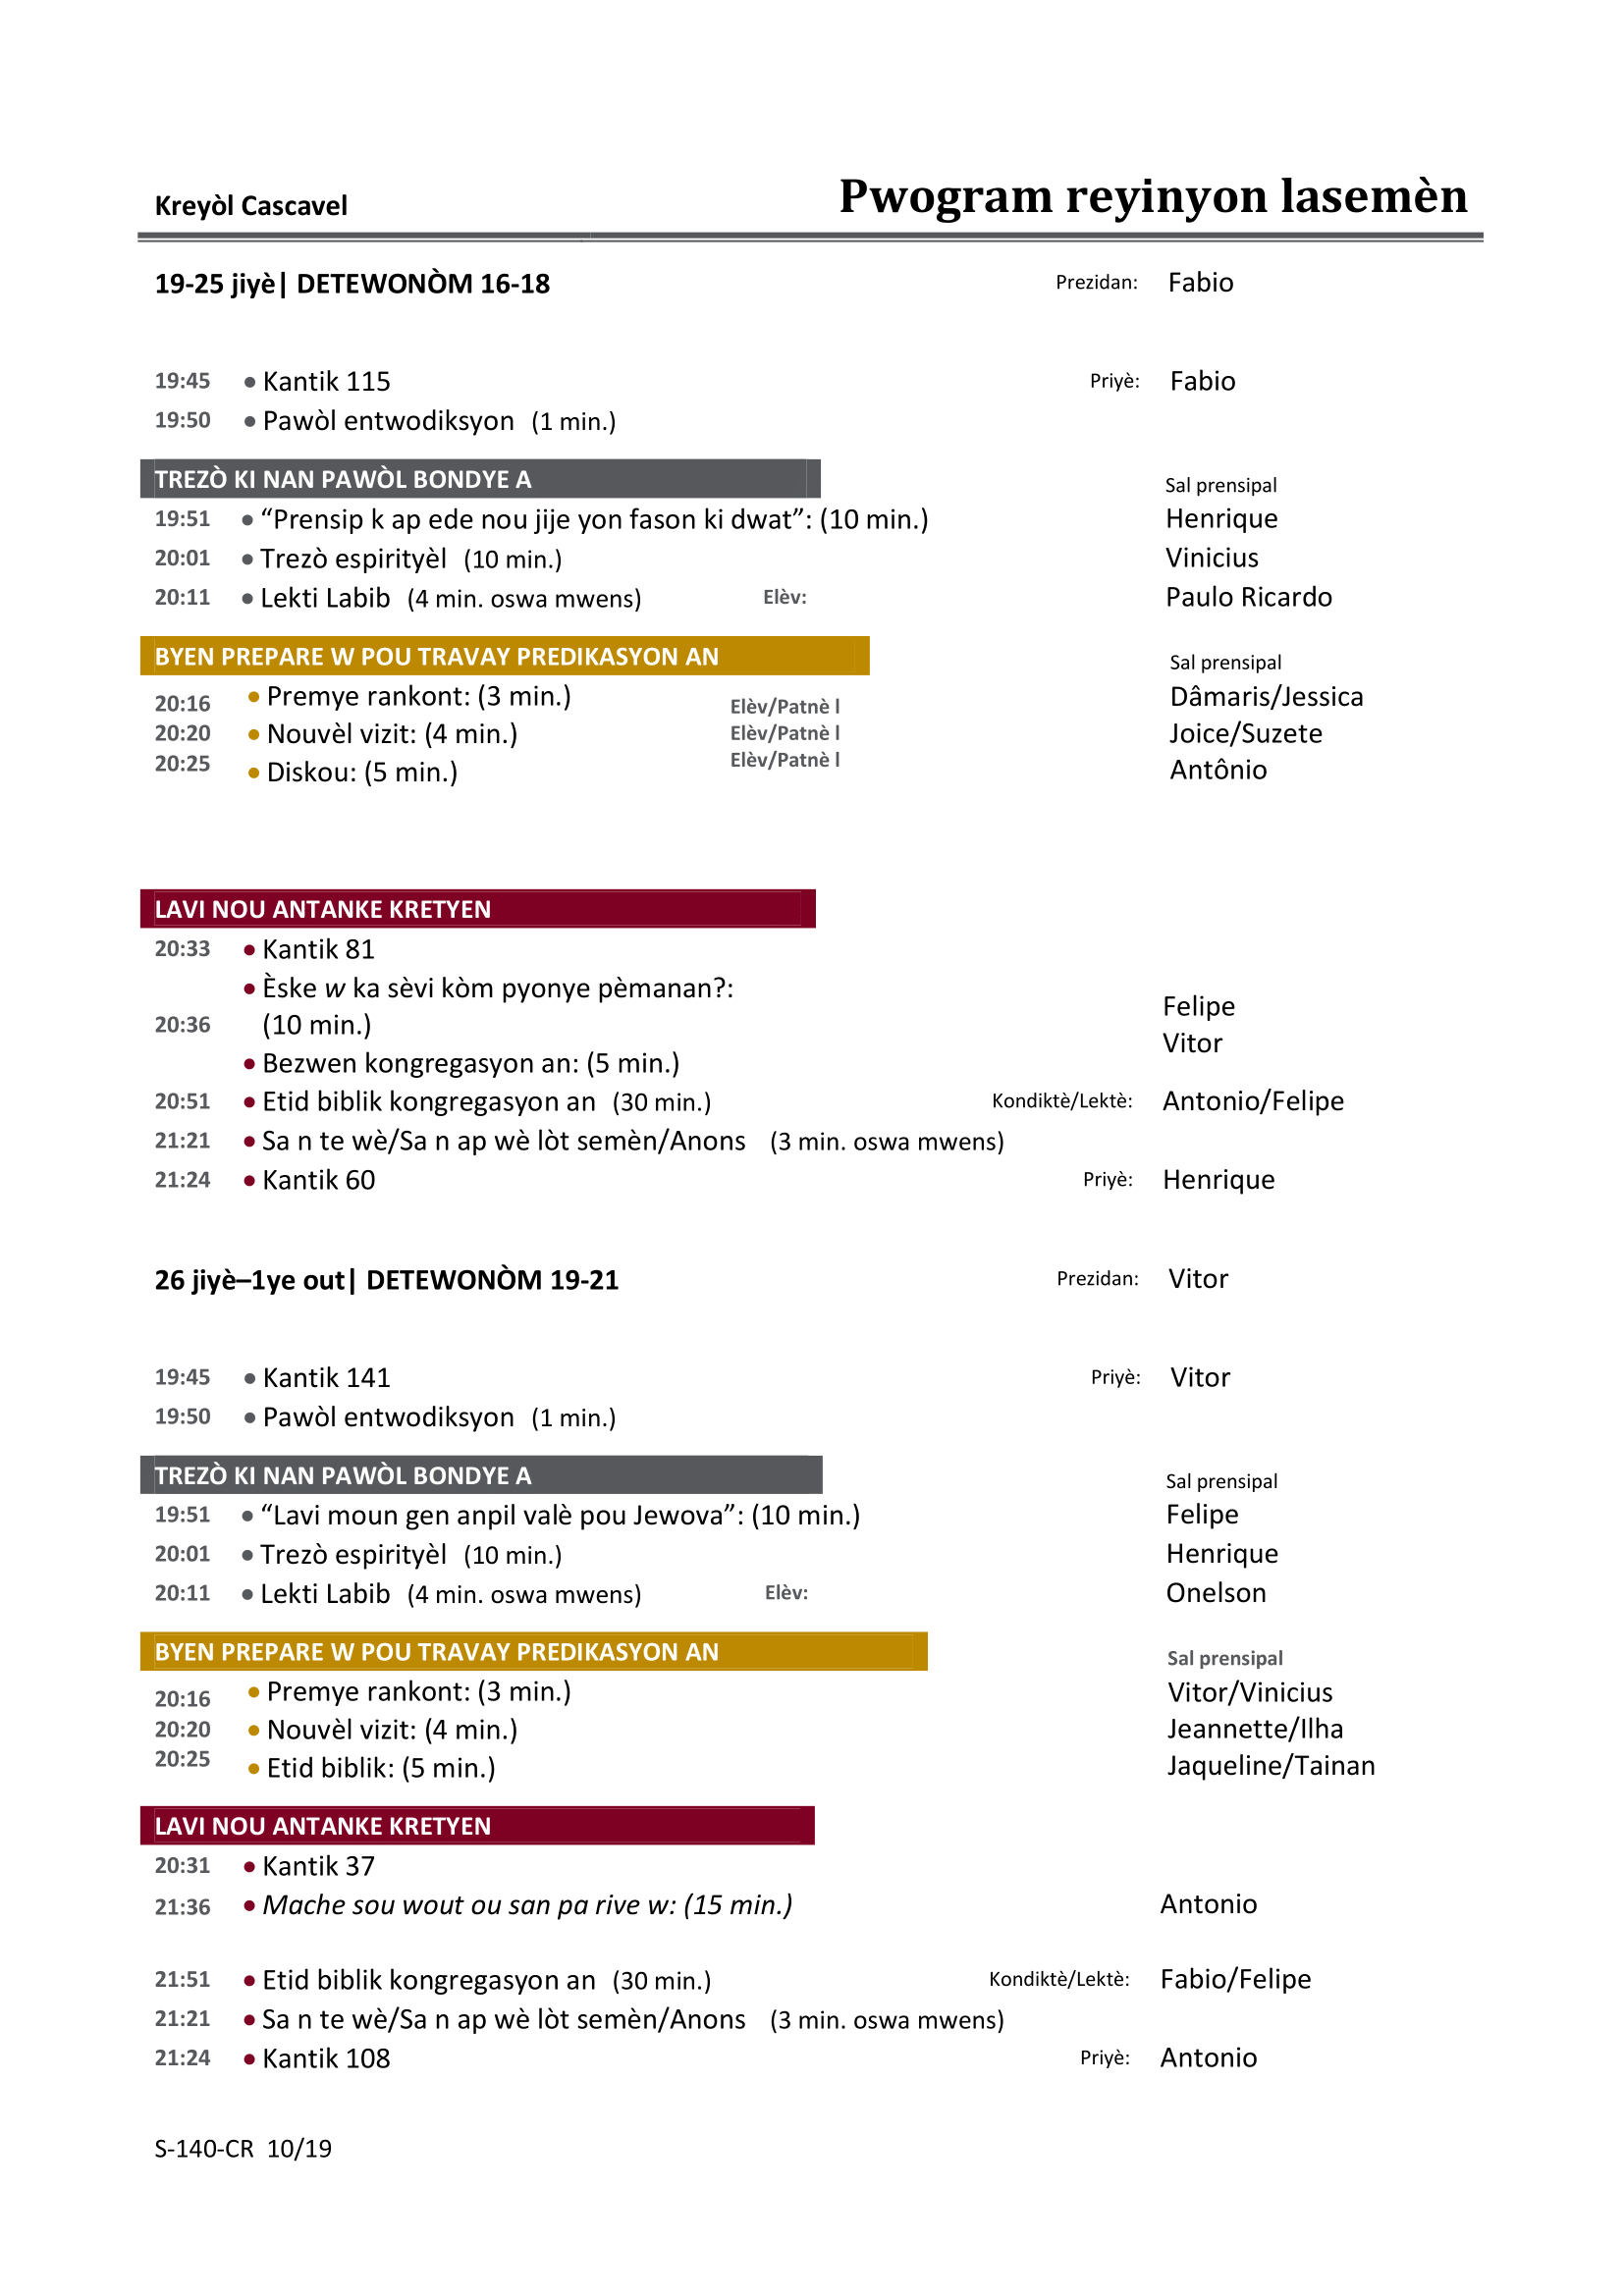 Kreyòl Cascavel Pwogram reyinyon lasemèn
19-25 jiyè| DETEWONÒM 16-18 Prezidan: Fabio
19:45 • Kantik 115 Priyè: Fabio
19:50 • Pawòl entwodiksyon (1 min.)
TREZÒ KI NAN PAWÒL BONDYE A Sal prensipal
19:51 • “Prensip k ap ede nou jije yon fason ki dwat”: (10 min.) Henrique
20:01 • Trezò espirityèl (10 min.) Vinicius
20:11 • Lekti Labib (4 min. oswa mwens) Elèv: Paulo Ricardo
BYEN PREPARE W POU TRAVAY PREDIKASYON AN Sal prensipal
20:16 • Premye rankont: (3 min.) Elèv/Patnè l Dâmaris/Jessica
20:20 • Nouvèl vizit: (4 min.) Elèv/Patnè l Joice/Suzete
20:25 • Diskou: (5 min.) Elèv/Patnè l Antônio
LAVI NOU ANTANKE KRETYEN
20:33 • Kantik 81
• Èske w ka sèvi kòm pyonye pèmanan?:
20:36 (10 min.) Felipe
• Bezwen kongregasyon an: (5 min.) Vitor
20:51 • Etid biblik kongregasyon an (30 min.) Kondiktè/Lektè: Antonio/Felipe
21:21 • Sa n te wè/Sa n ap wè lòt semèn/Anons (3 min. oswa mwens)
21:24 • Kantik 60 Priyè: Henrique
26 jiyè–1ye out| DETEWONÒM 19-21 Prezidan: Vitor
19:45 • Kantik 141 Priyè: Vitor
19:50 • Pawòl entwodiksyon (1 min.)
TREZÒ KI NAN PAWÒL BONDYE A Sal prensipal
19:51 • “Lavi moun gen anpil valè pou Jewova”: (10 min.) Felipe
20:01 • Trezò espirityèl (10 min.) Henrique
20:11 • Lekti Labib (4 min. oswa mwens) Elèv: Onelson
BYEN PREPARE W POU TRAVAY PREDIKASYON AN Sal prensipal
20:16 • Premye rankont: (3 min.) Vitor/Vinicius
20:20 • Nouvèl vizit: (4 min.) Jeannette/Ilha
20:25 • Etid biblik: (5 min.) Jaqueline/Tainan
LAVI NOU ANTANKE KRETYEN
20:31 • Kantik 37
21:36 • Mache sou wout ou san pa rive w: (15 min.) Antonio
21:51 • Etid biblik kongregasyon an (30 min.) Kondiktè/Lektè: Fabio/Felipe
21:21 • Sa n te wè/Sa n ap wè lòt semèn/Anons (3 min. oswa mwens)
21:24 • Kantik 108 Priyè: Antonio
S-140-CR 10/19